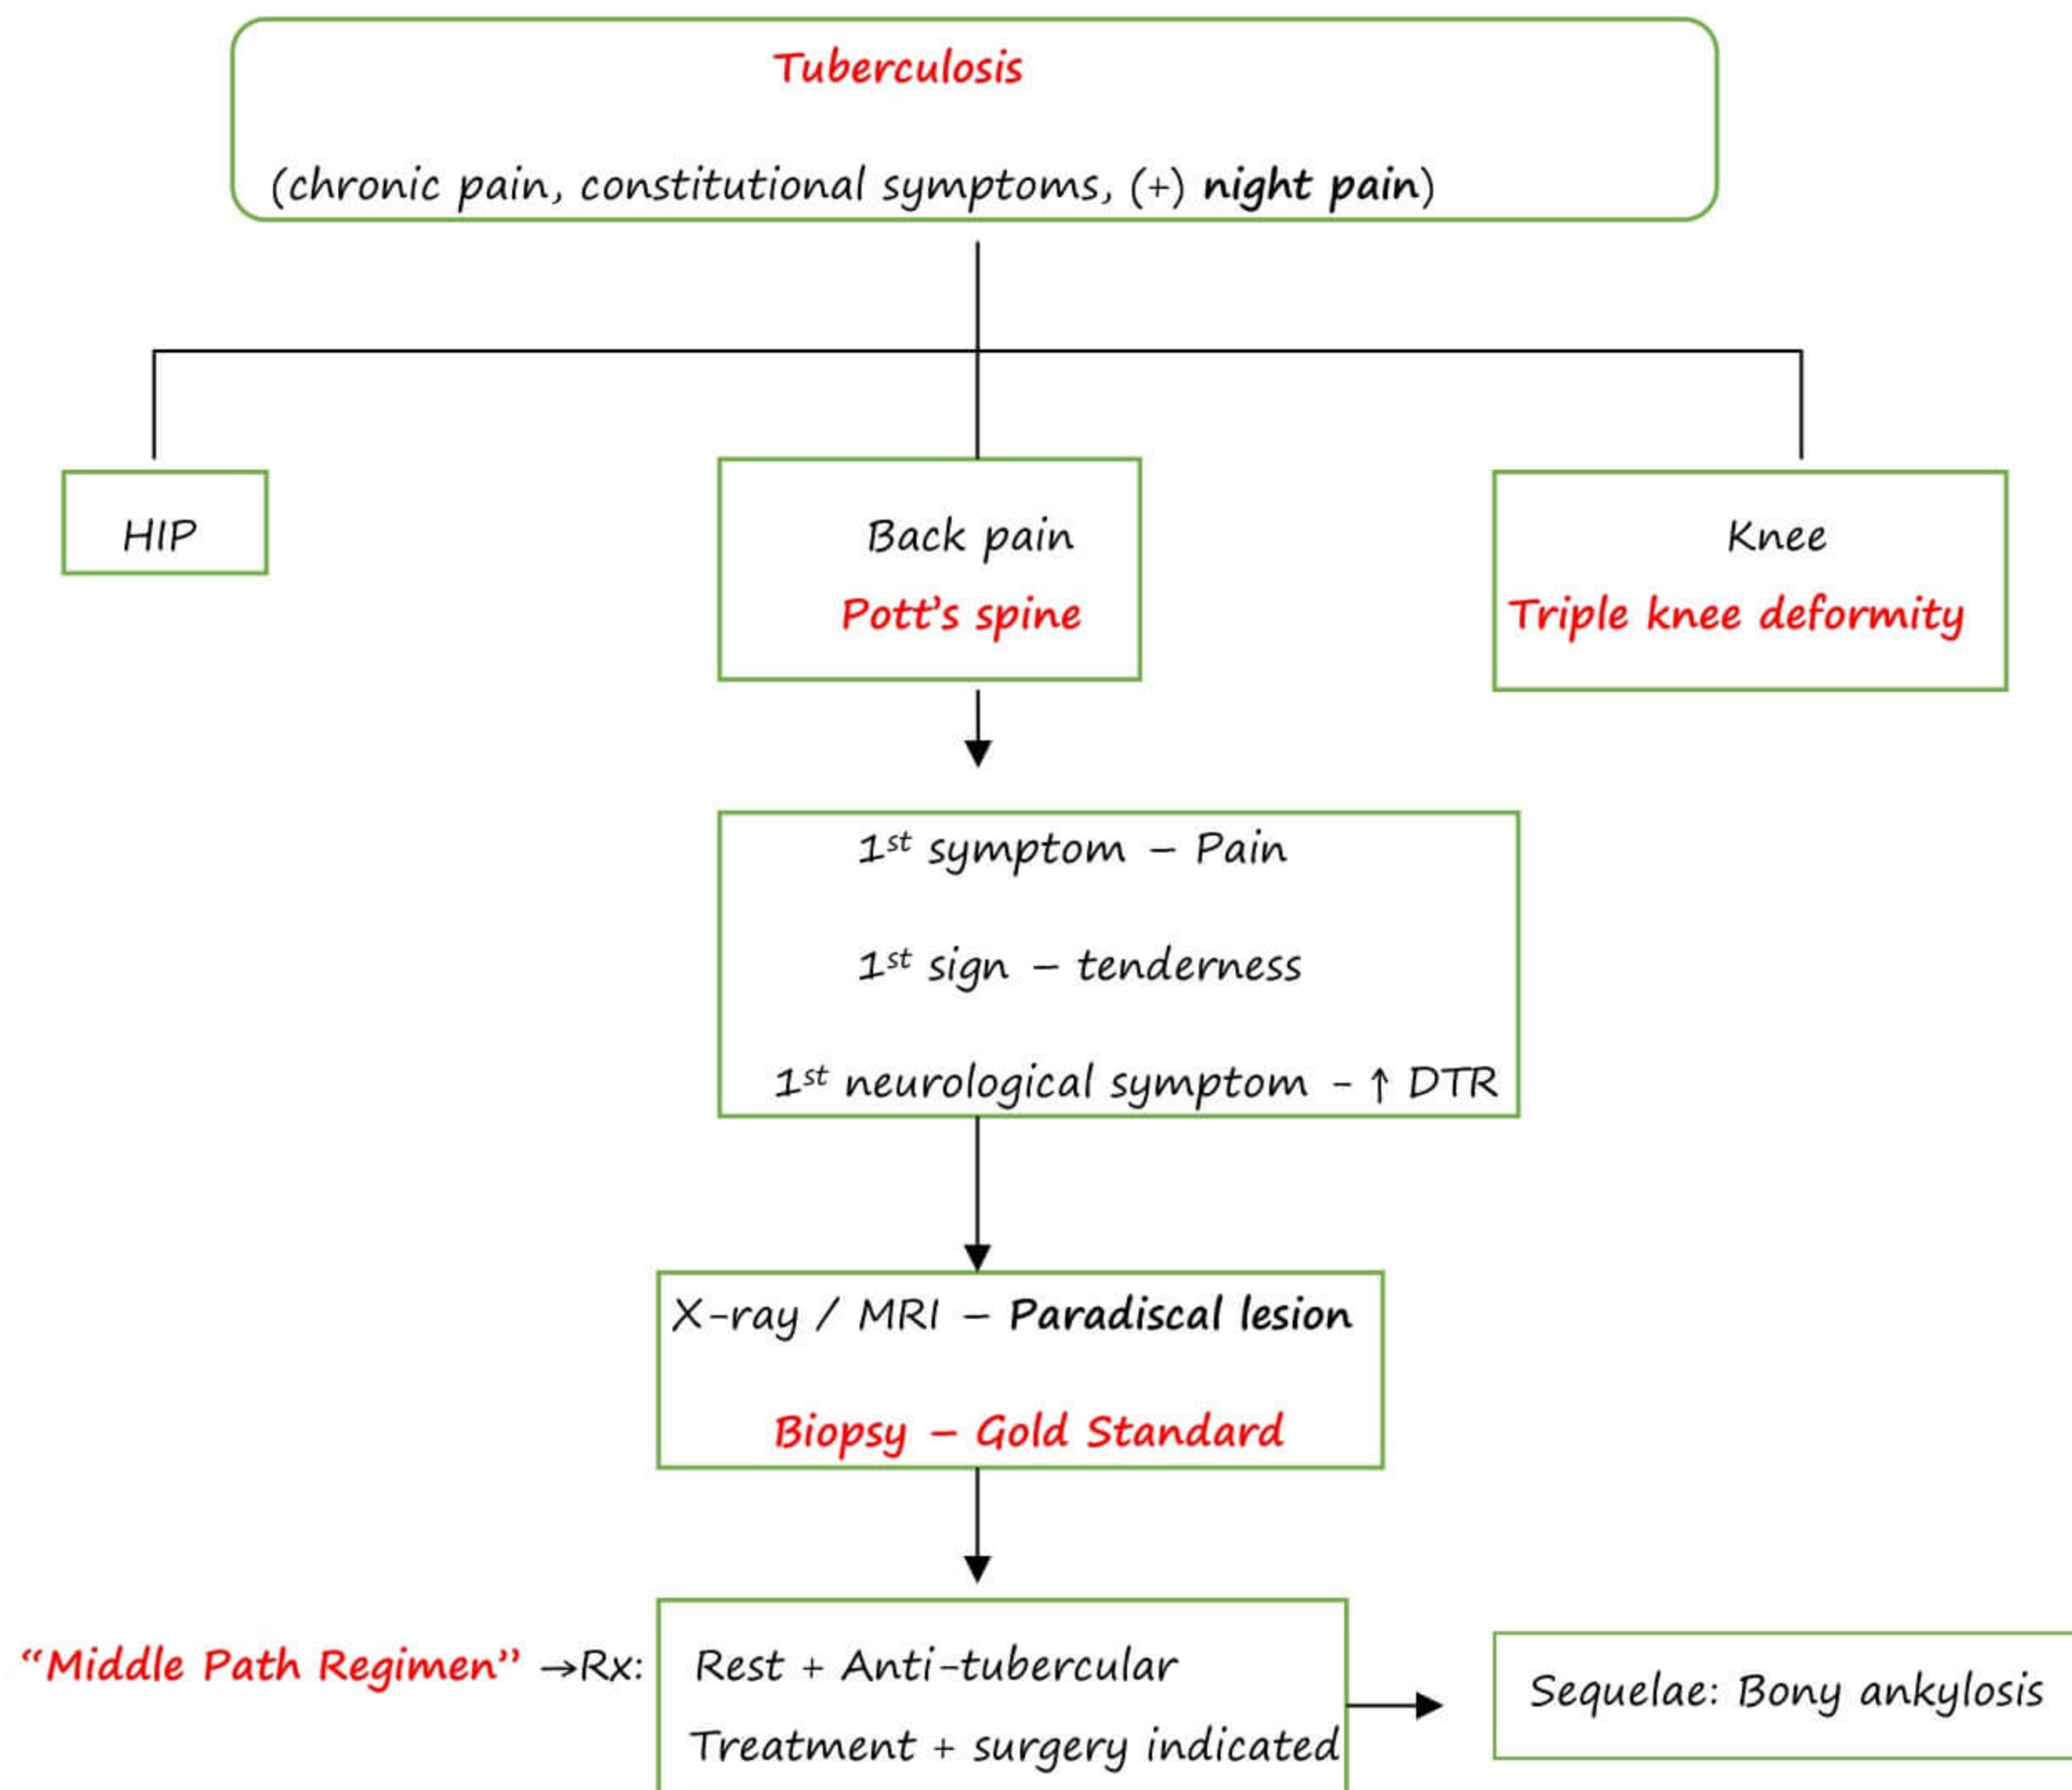 Tuberculosis
(chronic pain, constitutional symptoms, (+) night pain)
HIP
Back pain
Pott’s spine
Knee
Triple knee deformity
1st symptom – Pain
1st sign – tenderness
1st neurological symptom - ↑ DTR
X-ray / MRI – Paradiscal lesion
Biopsy – Gold Standard
“Middle Path Regimen” →Rx:
Rest + Anti-tubercular
Treatment + surgery indicated
Sequelae: Bony ankylosis